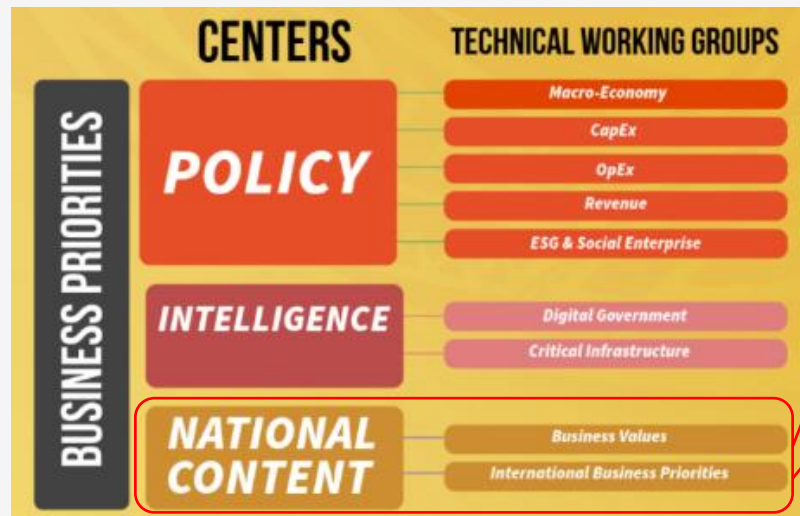 CENTERS
TECHNICAL WORKING GROUPS
BUSINESS PRIORITIES
POLICY
Macro-Economy
CapEx
OpEx
Revenue
ESG & Social Enterprise
INTELLIGENCE
Digital Government
Critical Infrastructure
NATIONAL
CONTENT
Business Values
International Business Priorities